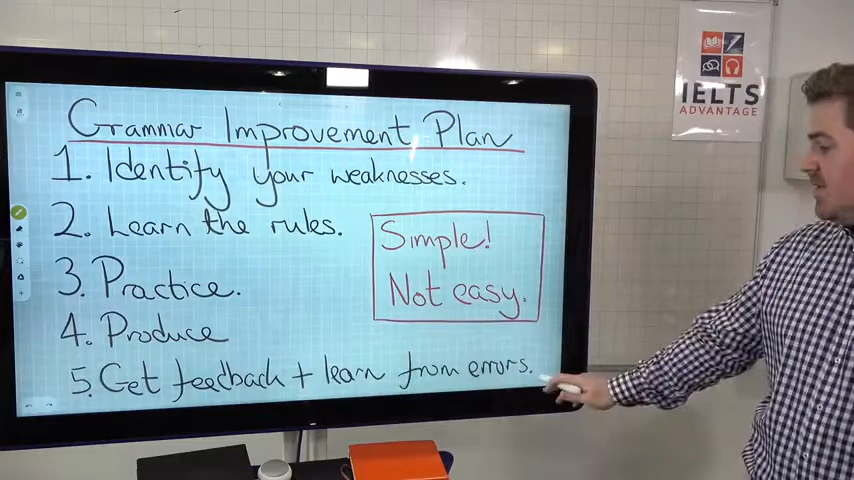 Grammar Improvement Plan
1. Identify your weaknesses.
2. Learn the rules.
3. Practice.
4. Produce
5. Get feedback + learn from errors.
Simple!
Not easy.
IELTS
ADVANTAGE